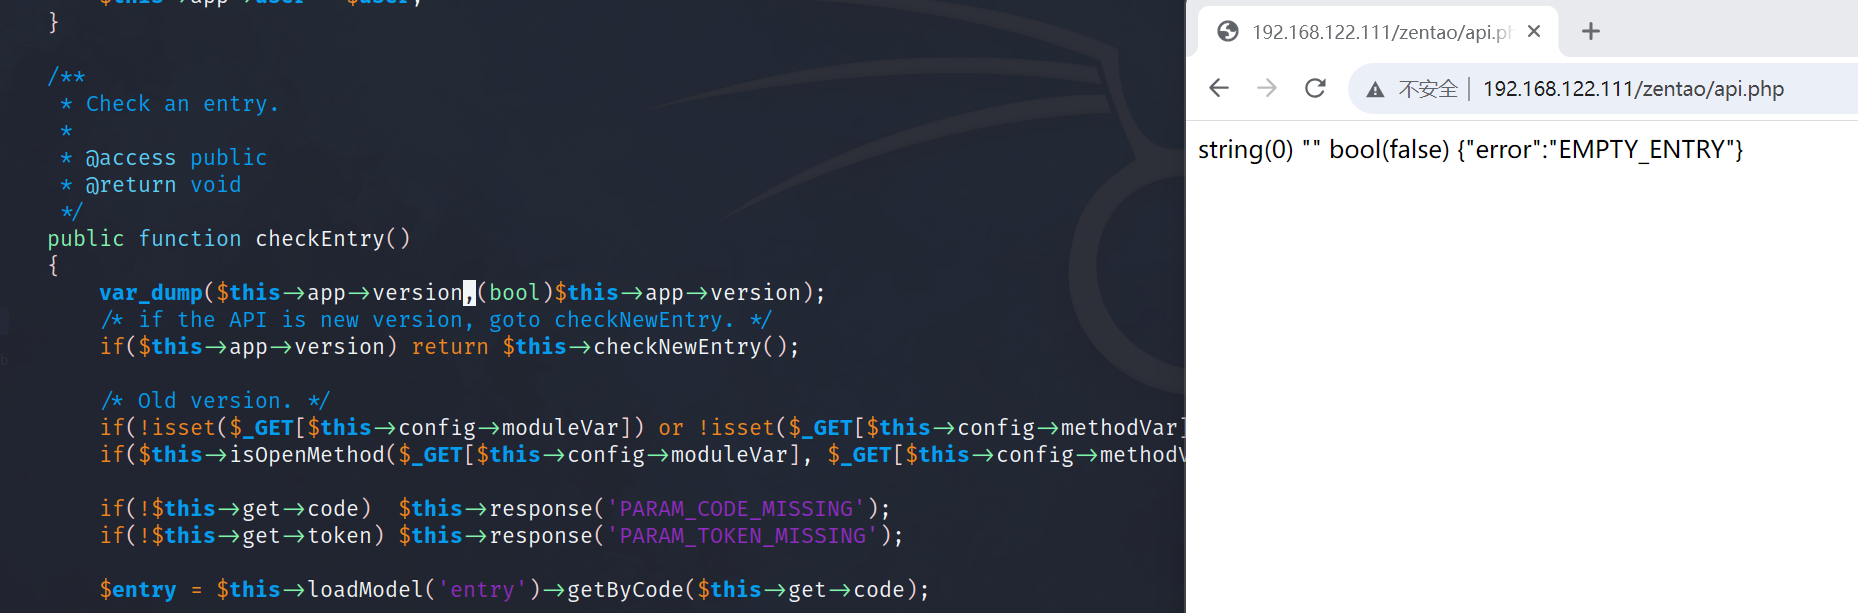 $this->app->user = $user;
}
/**
* Check an entry.
*
* @access public
* @return void
*/
public function checkEntry()
{
var_dump($this->app->version,(bool)$this->app->version);
/* if the API is new version, goto checkNewEntry. */
if($this->app->version) return $this->checkNewEntry();
/* Old version. */
if(!isset($_GET[$this->config->moduleVar]) or !isset($_GET[$this->config->methodVar]
if($this->isOpenMethod($_GET[$this->config->moduleVar], $_GET[$this->config->methodV
if(!$this->get->code)  $this->response('PARAM_CODE_MISSING');
if(!$this->get->token) $this->response('PARAM_TOKEN_MISSING');
$entry = $this->loadModel('entry')->getByCode($this->get->code);
192.168.122.111/zentao/api.ph
不安全 192.168.122.111/zentao/api.php
string(0) "" bool(false) {"error":"EMPTY_ENTRY"}